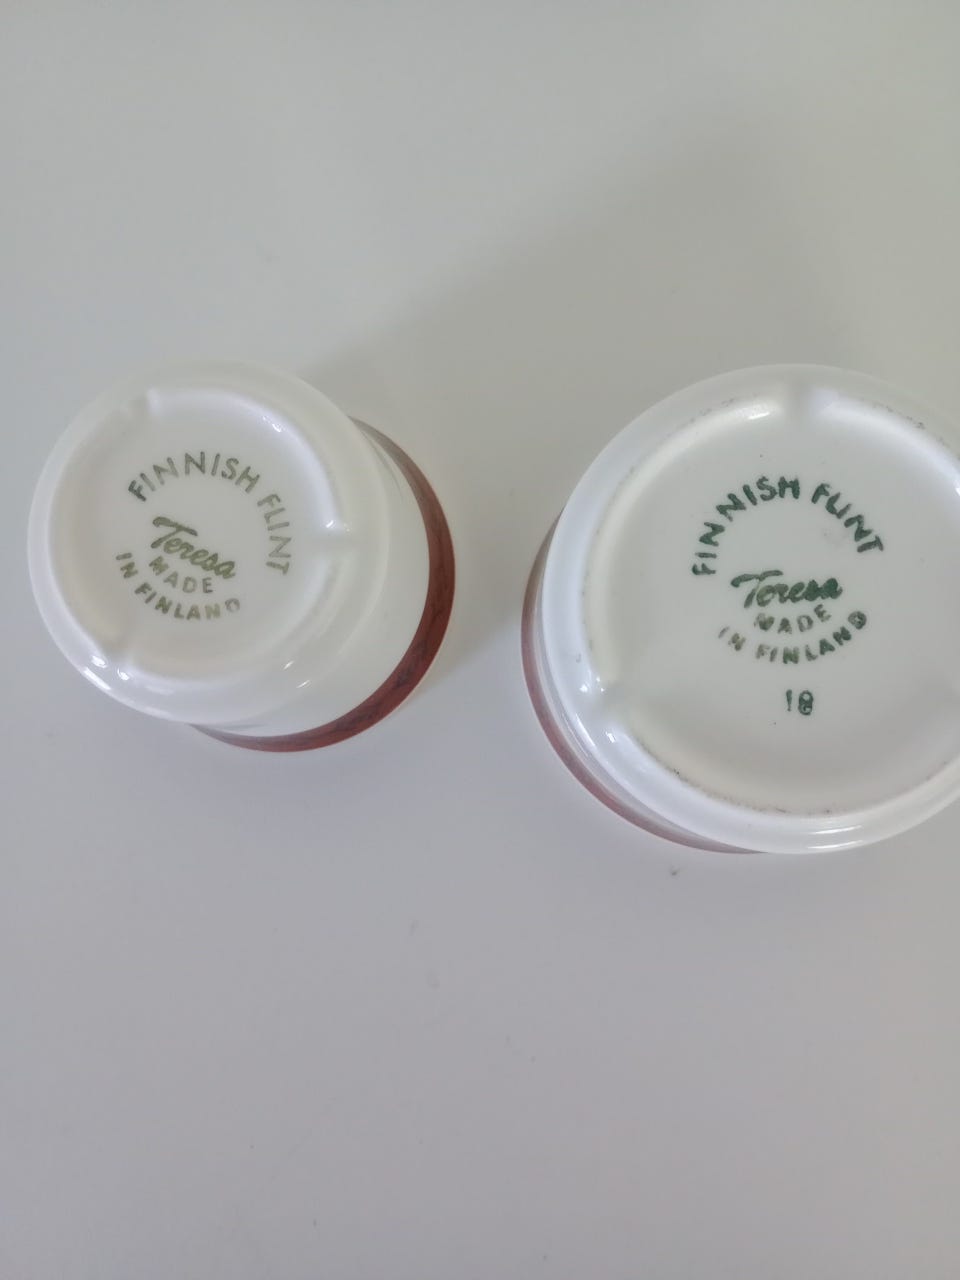 FINNISH FLINT
Teresa
MADE
IN FINLAND
FINNISH FLINT
Teresa
MADE
IN FINLAND
18